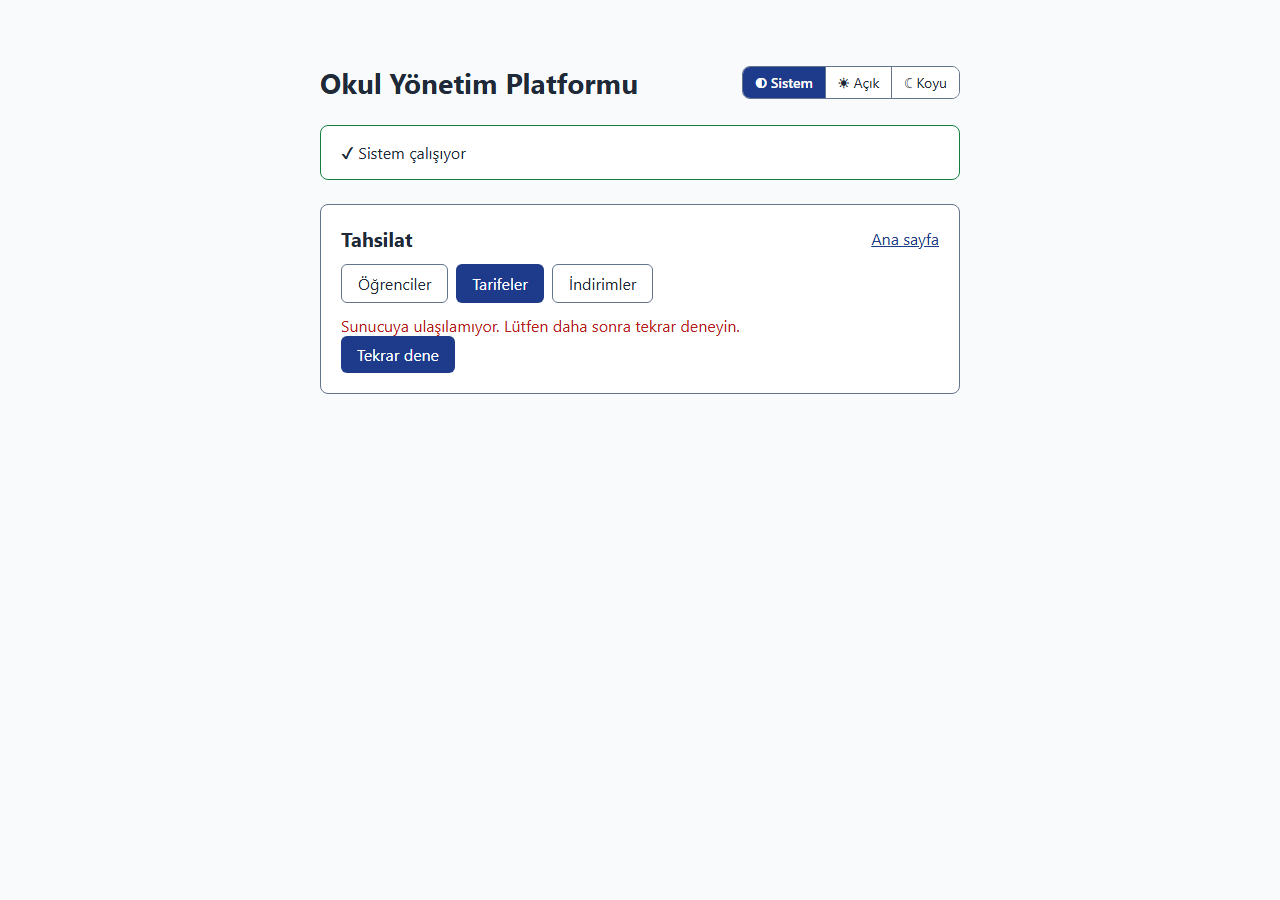 Okul Yönetim Platformu
◐ Sistem ☀ Açık ☾ Koyu
✓ Sistem çalışıyor
Tahsilat Ana sayfa
Öğrenciler Tarifeler İndirimler
Sunucuya ulaşılamıyor. Lütfen daha sonra tekrar deneyin.
Tekrar dene